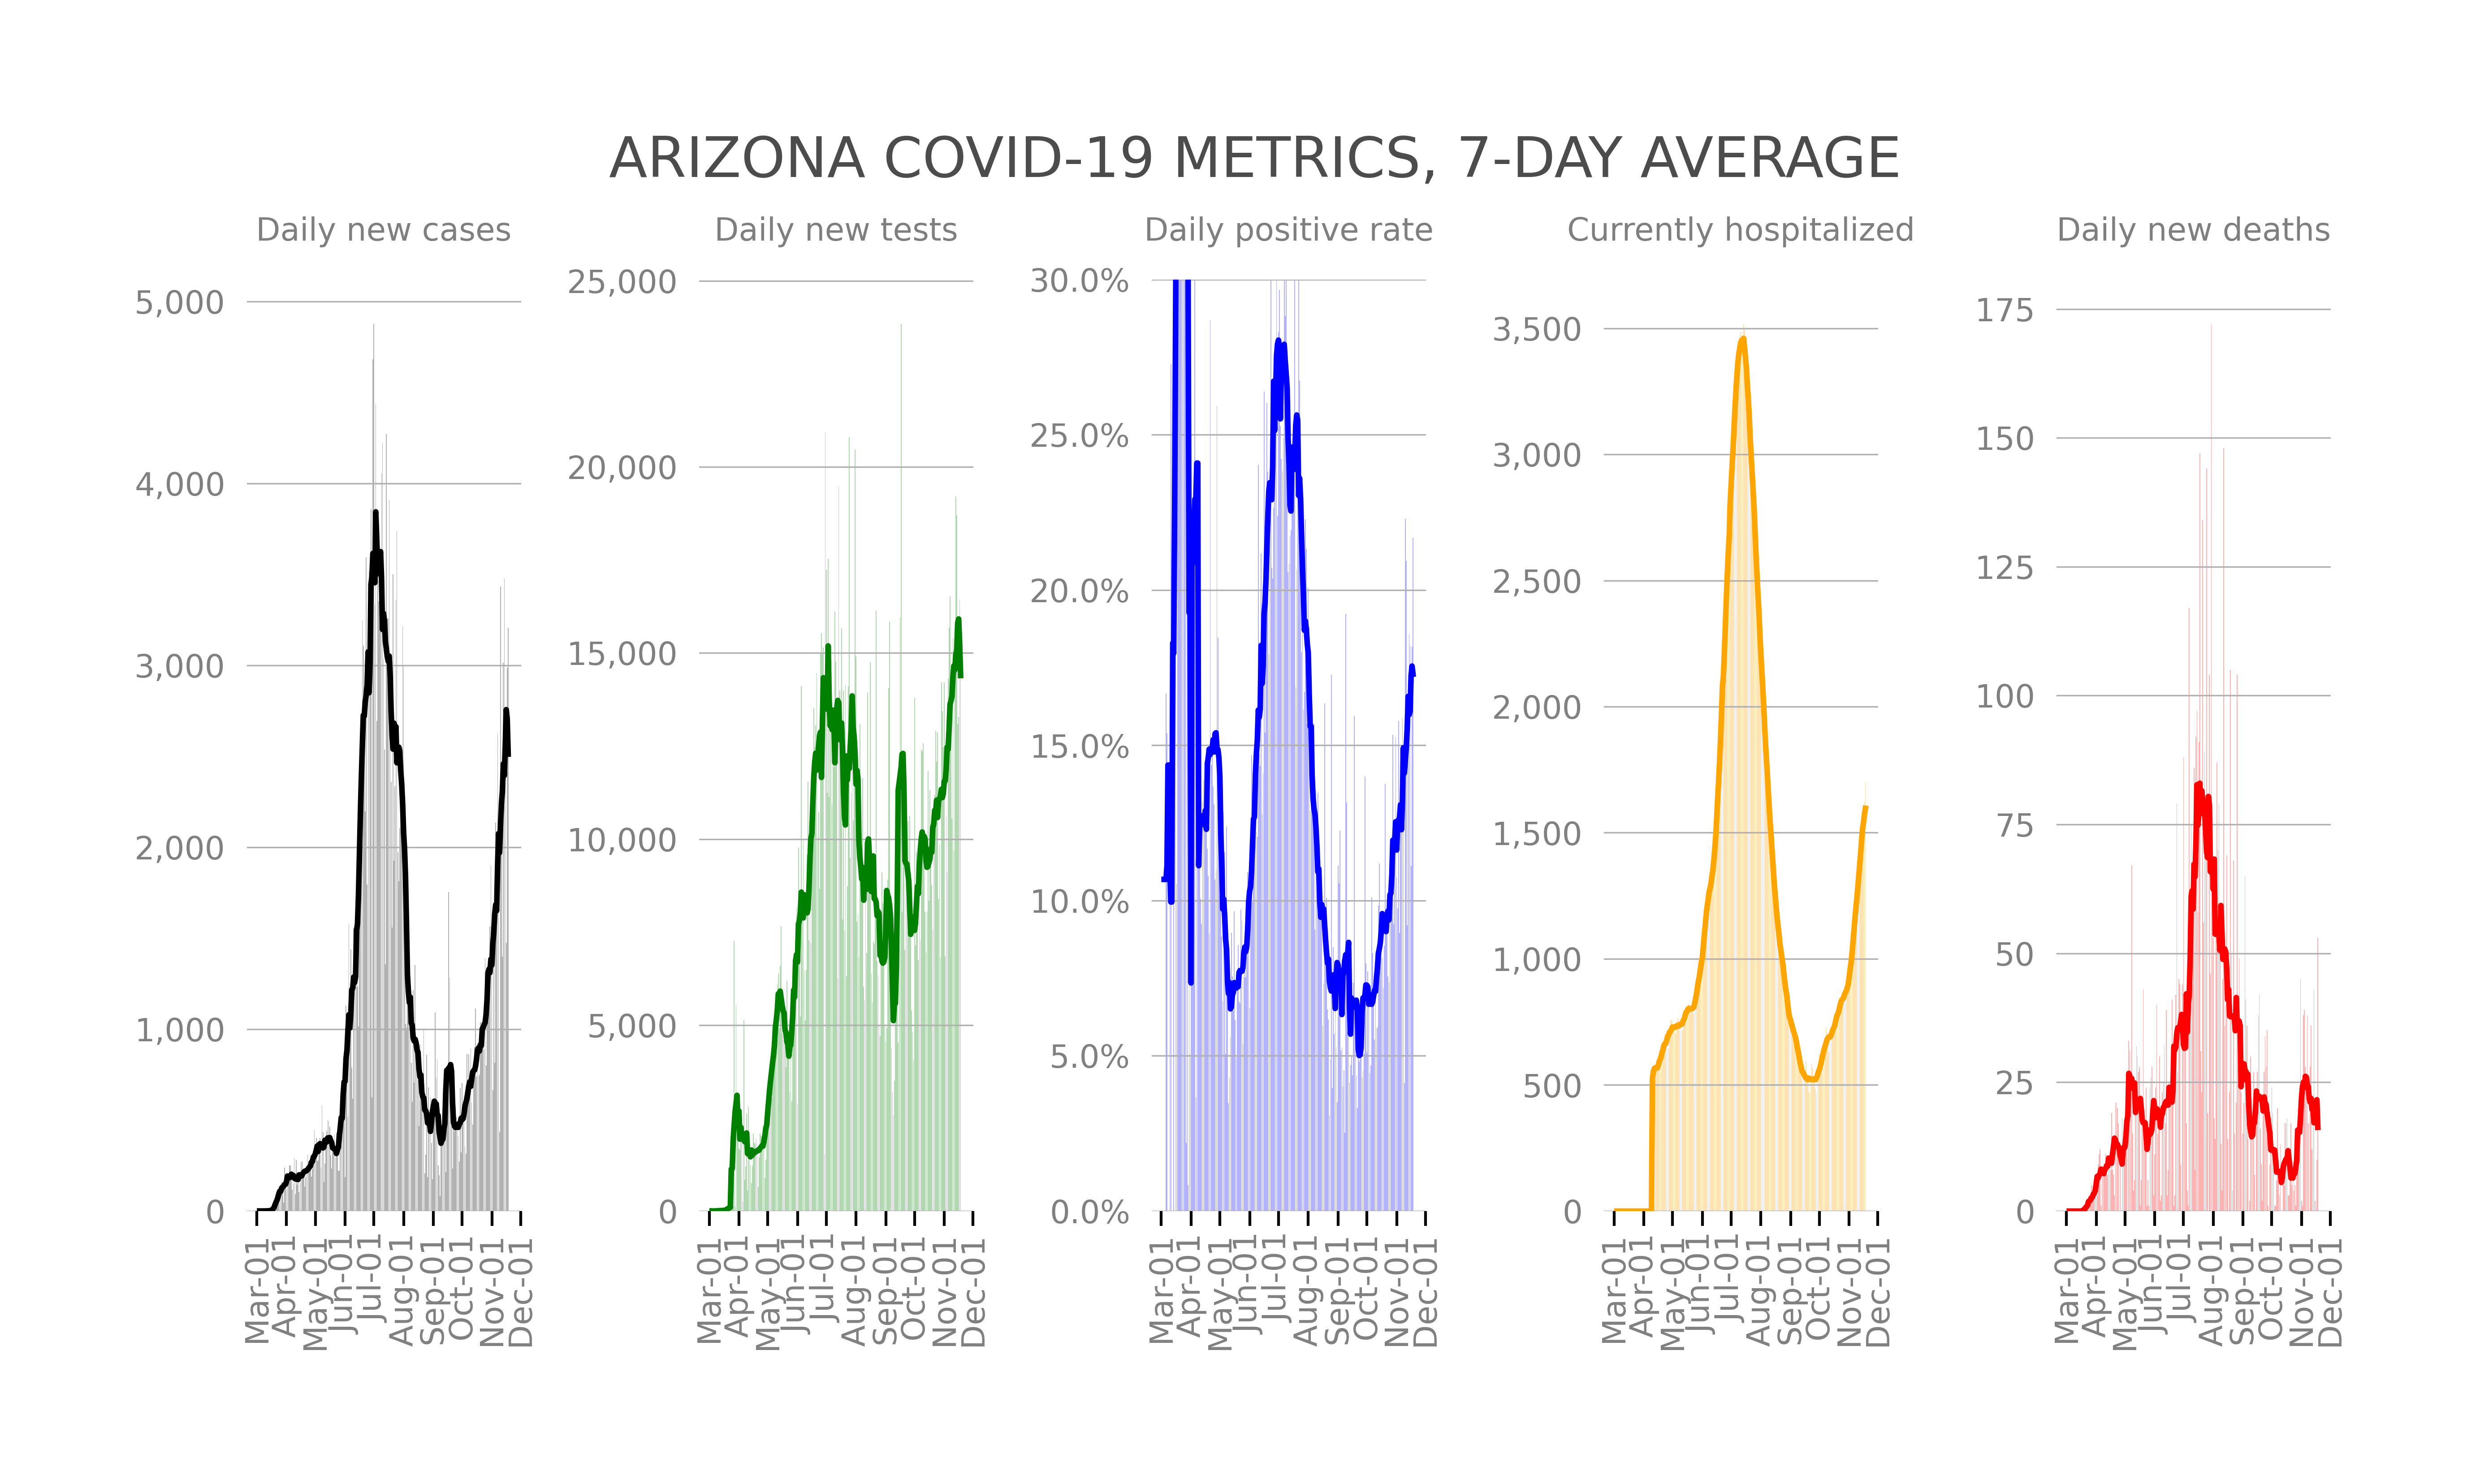 ARIZONA COVID-19 METRICS, 7-DAY AVERAGE
Daily new cases
5,000
4,000
3,000
2,000
1,000
0
Mar-01
Apr-01
May-01
Jun-01
Jul-01
Aug-01
Sep-01
Oct-01
Nov-01
Dec-01
Daily new tests
25,000
20,000
15,000
10,000
5,000
0
Mar-01
Apr-01
May-01
Jun-01
Jul-01
Aug-01
Sep-01
Oct-01
Nov-01
Dec-01
Daily positive rate
30.0%
25.0%
20.0%
15.0%
10.0%
5.0%
0.0%
Mar-01
Apr-01
May-01
Jun-01
Jul-01
Aug-01
Sep-01
Oct-01
Nov-01
Dec-01
Currently hospitalized
3,500
3,000
2,500
2,000
1,500
1,000
500
0
Mar-01
Apr-01
May-01
Jun-01
Jul-01
Aug-01
Sep-01
Oct-01
Nov-01
Dec-01
Daily new deaths
175
150
125
100
75
50
25
0
Mar-01
Apr-01
May-01
Jun-01
Jul-01
Aug-01
Sep-01
Oct-01
Nov-01
Dec-01